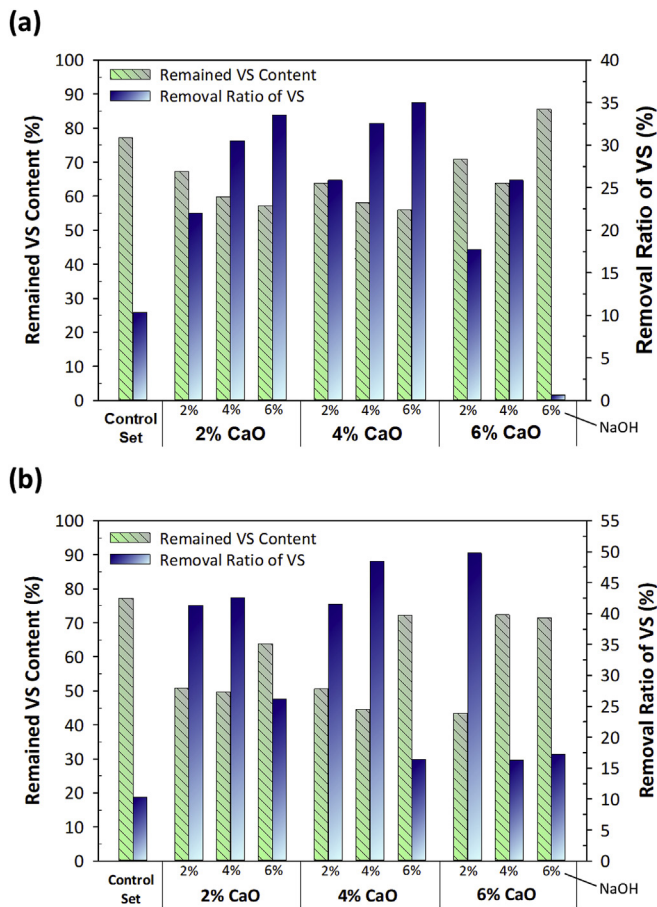 (a)
Remained VS Content (%)
100
90
80
70
60
50
40
30
20
10
0
Remained VS Content
Removal Ratio of VS
40
35
30
25
20
15
10
5
0
Removal Ratio of VS (%)
Control
Set
2% 4% 6%
2% CaO
2% 4% 6%
4% CaO
2% 4% 6%
6% CaO
NaOH
(b)
Remained VS Content (%)
100
90
80
70
60
50
40
30
20
10
0
Remained VS Content
Removal Ratio of VS
55
50
45
40
35
30
25
20
15
10
5
0
Removal Ratio of VS (%)
Control
Set
2% 4% 6%
2% CaO
2% 4% 6%
4% CaO
2% 4% 6%
6% CaO
NaOH